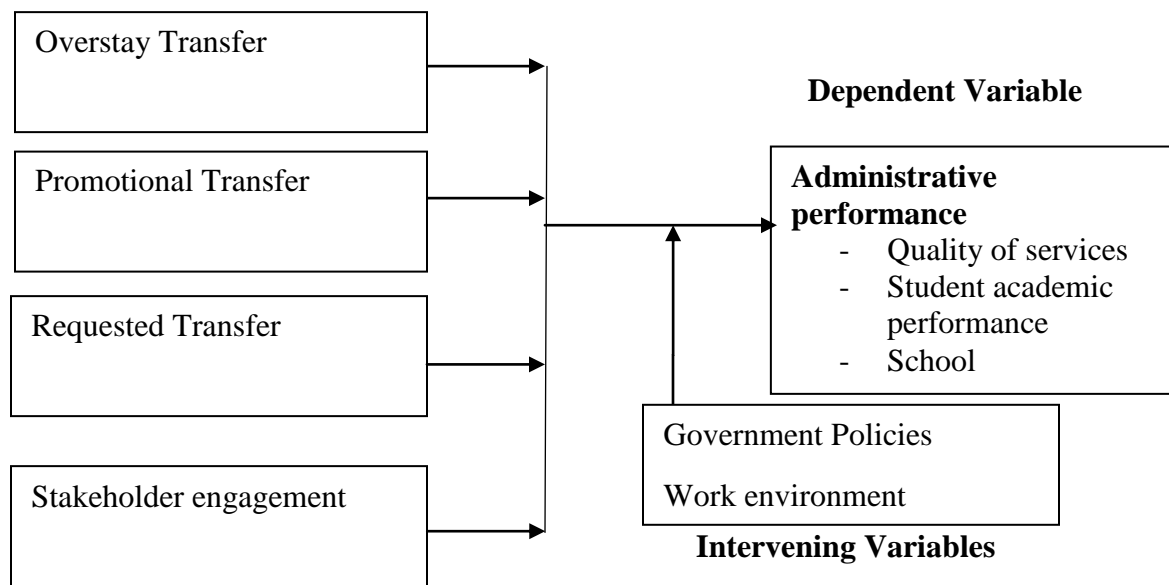 Overstay Transfer
Promotional Transfer
Requested Transfer
Stakeholder engagement
Dependent Variable
Administrative
performance
- Quality of services
- Student academic
performance
- School
Government Policies
Work environment
Intervening Variables